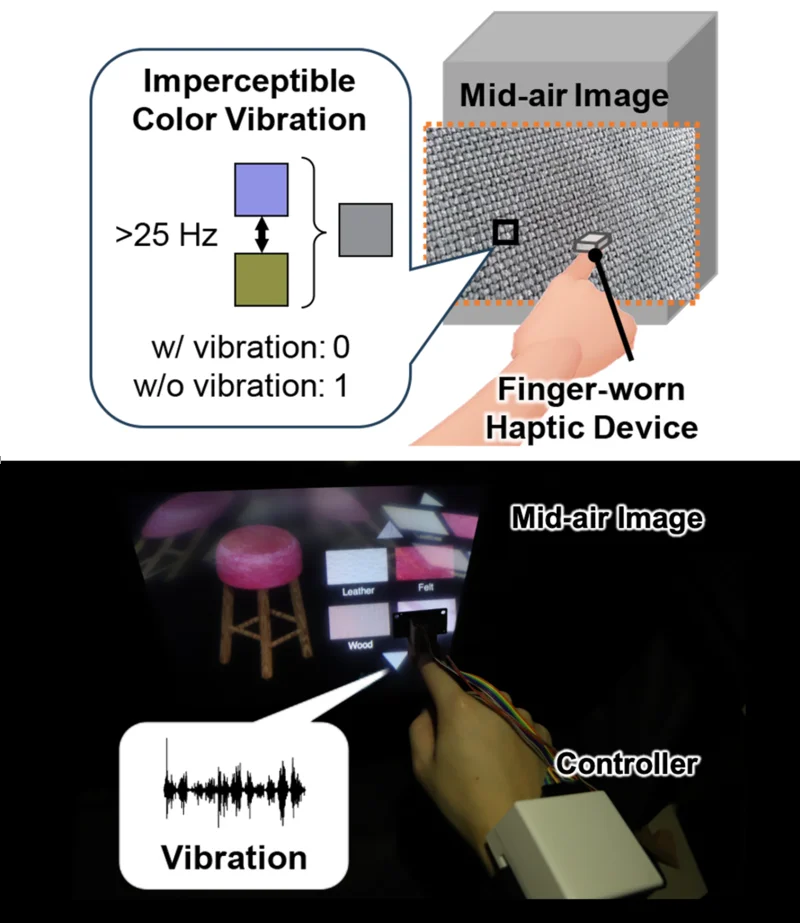 Imperceptible
Color Vibration
>25 Hz
w/ vibration: 0
w/o vibration: 1
Mid-air Image
Finger-worn
Haptic Device
Mid-air Image
Leather
Felt
Wood
Controller
Vibration